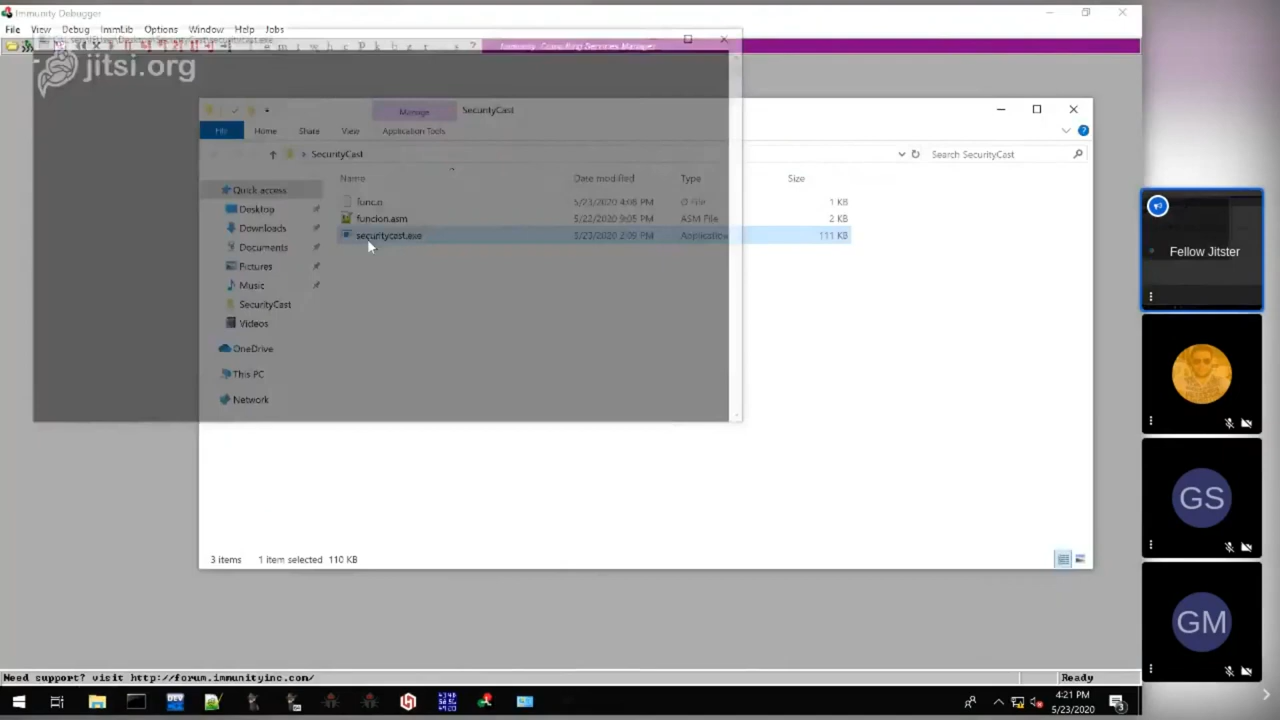 Immunity Debugger
File View Debug ImmLib Options Window Help Jobs
e m t w h c P k b z r s ?
Immunity: Consulting Services Manager
jitsi.org
Manage SecurityCast
File Home Share View Application Tools
SecurityCast
Search SecurityCast
Name Date modified Type Size
Quick access
Desktop
Downloads
Documents
Pictures
Music
SecurityCast
Videos
OneDrive
This PC
Network
func.o 5/23/2020 4:08 PM O File 1 KB
funcion.asm 5/22/2020 9:05 PM ASM File 2 KB
securitycast.exe 5/23/2020 2:09 PM Application 111 KB
3 items 1 item selected 110 KB
Need support? visit http://forum.immunityinc.com/ Ready
DEV
4:21 PM
5/23/2020
3
Fellow Jitster
GS
GM